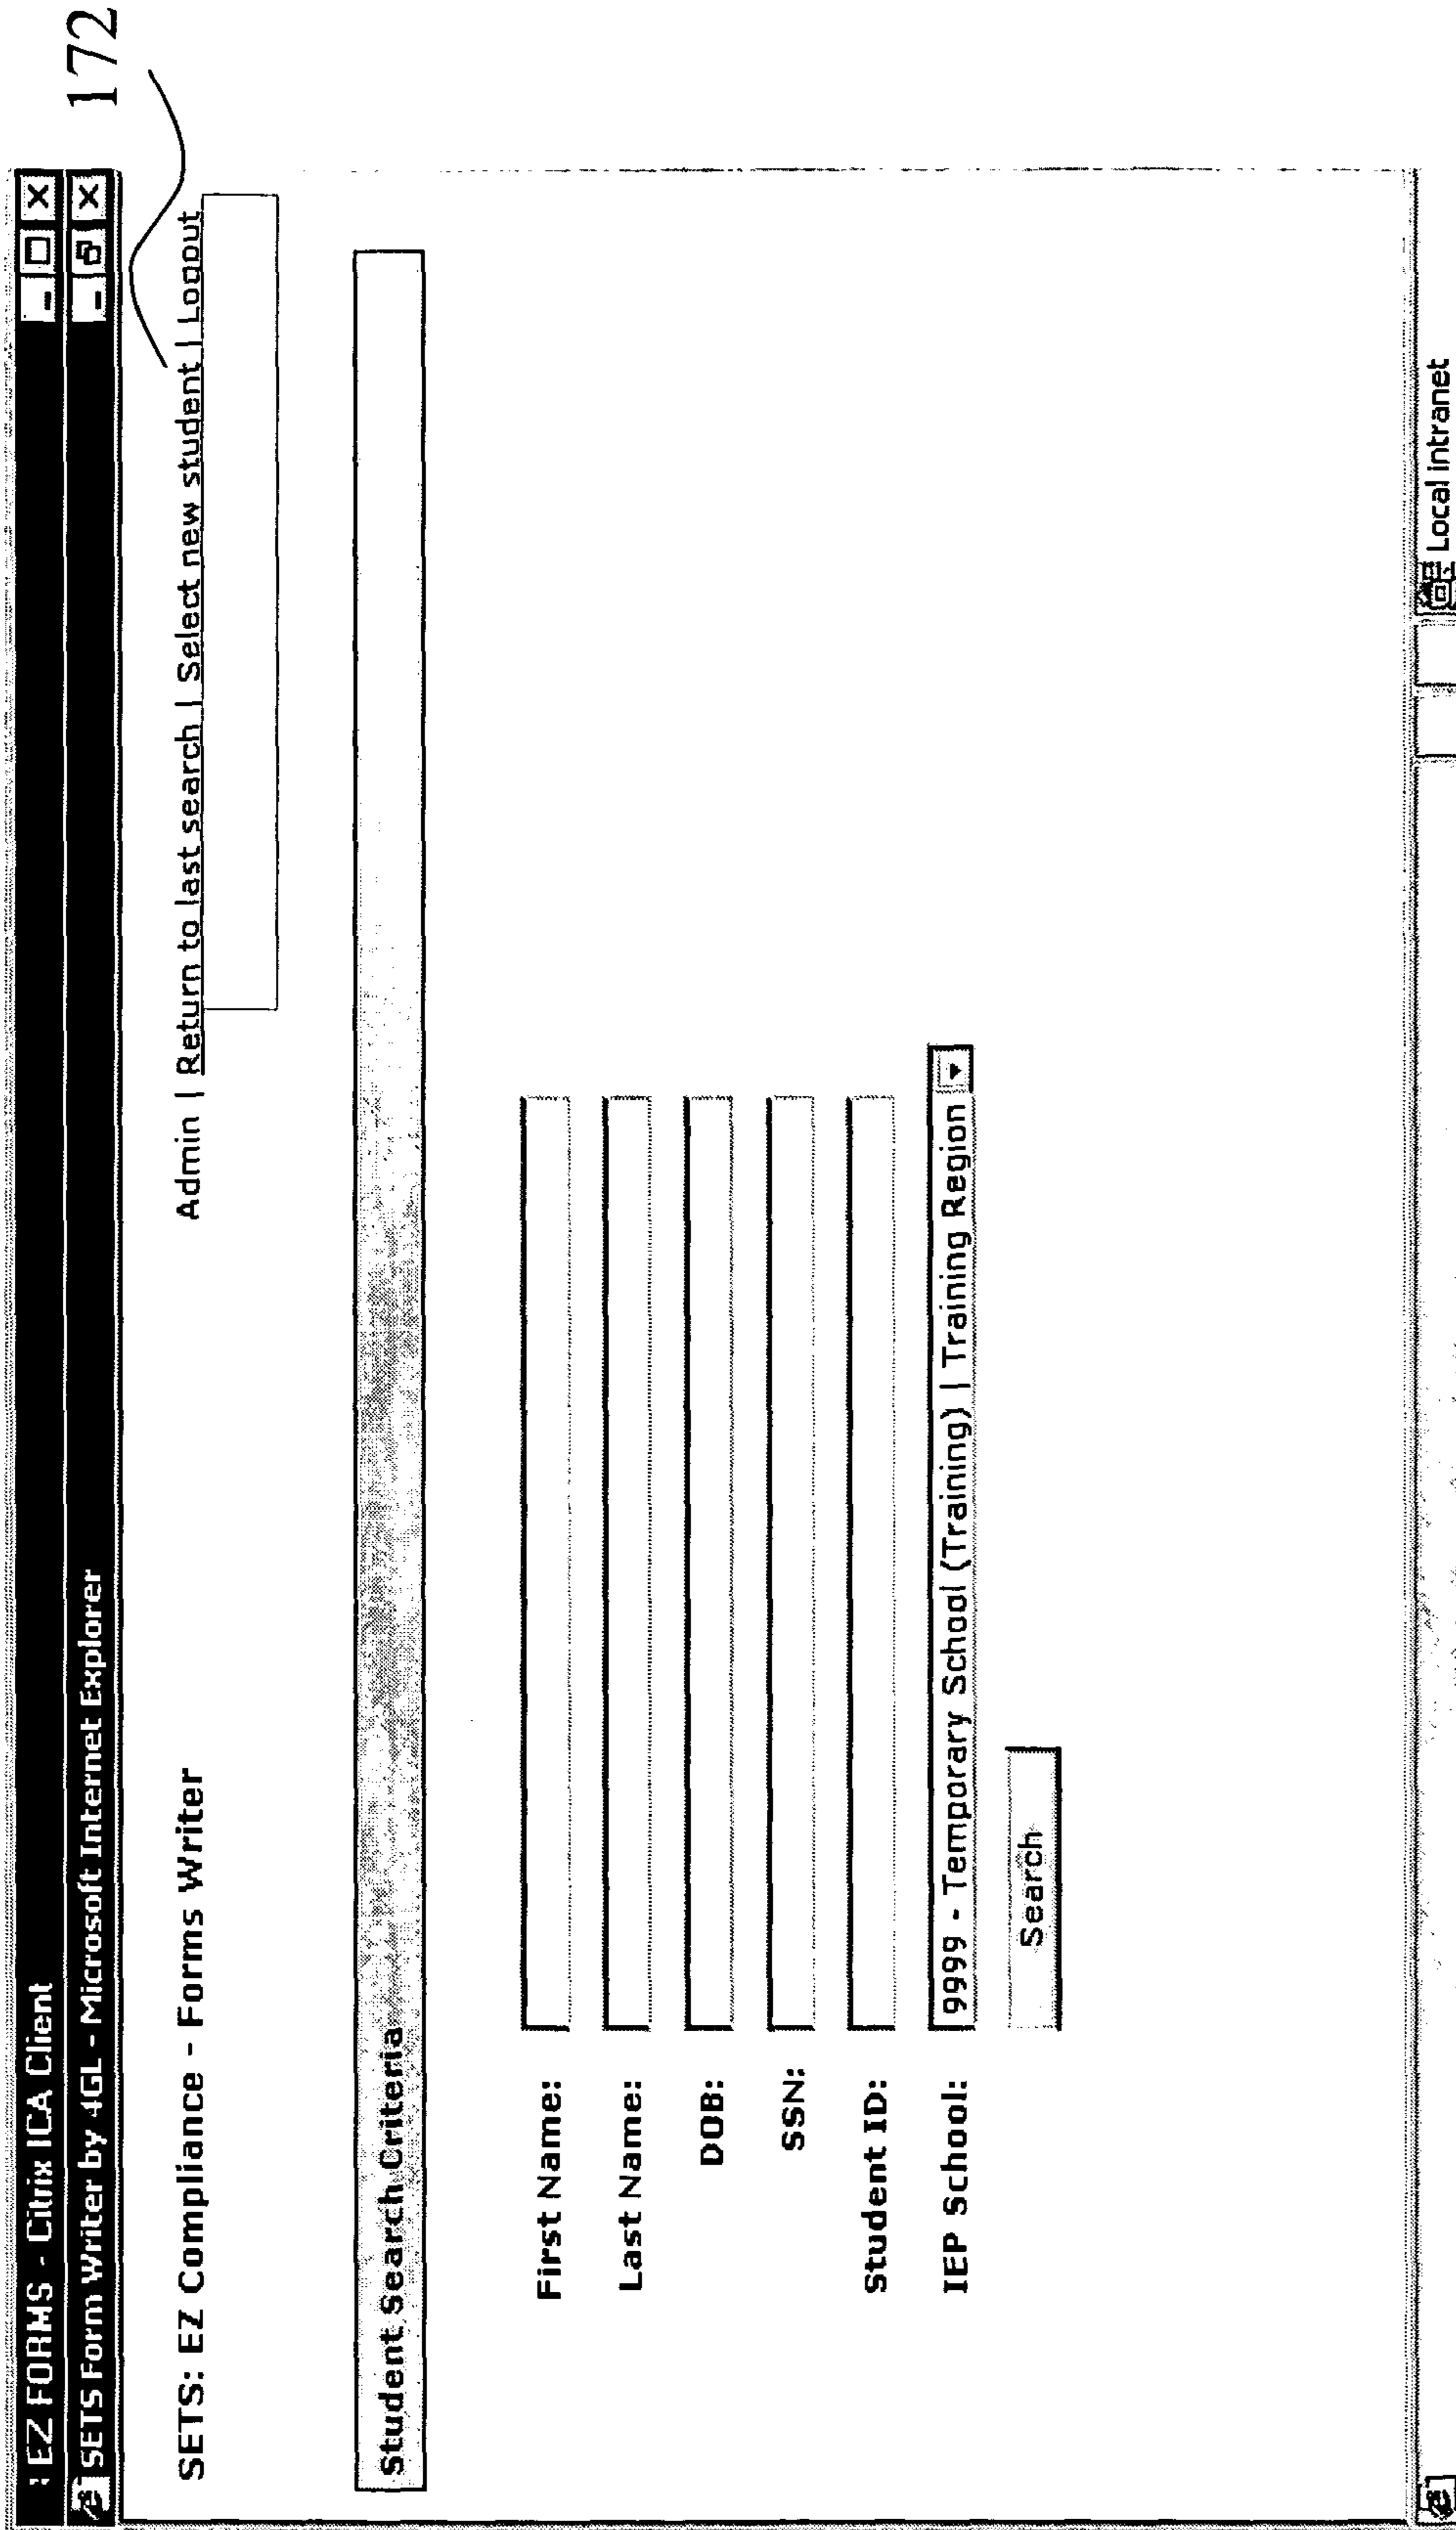 172
: EZ FORMS - Citrix ICA Client
SETS Form Writer by 4GL - Microsoft Internet Explorer
SETS: EZ Compliance - Forms Writer
Admin | Return to last search | Select new student | Logout
Student Search Criteria
First Name:
Last Name:
DOB:
SSN:
Student ID:
IEP School: 9999 - Temporary School (Training) | Training Region
Search
Local intranet